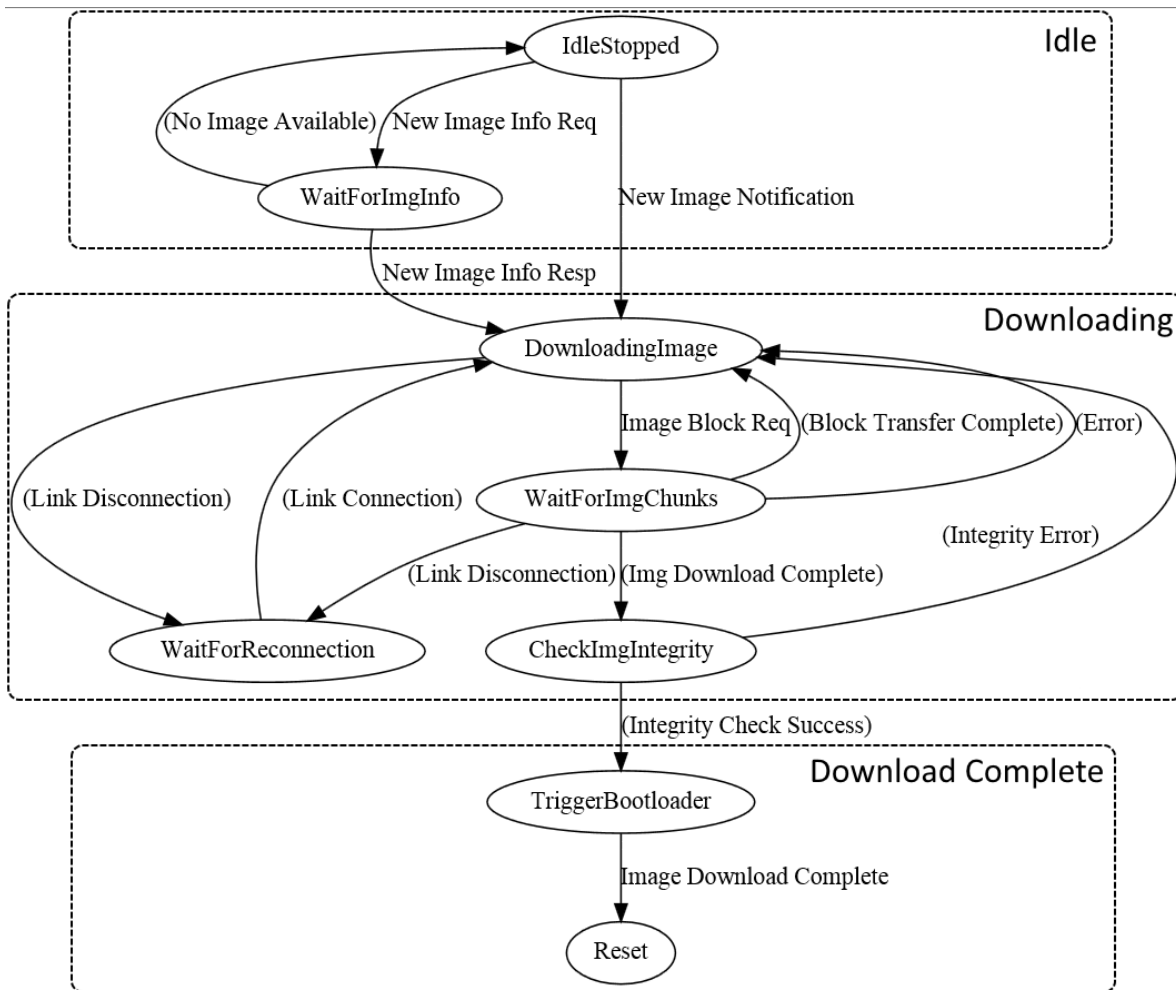 IdleStopped
Idle
(No Image Available)
New Image Info Req
WaitForImgInfo
New Image Notification
New Image Info Resp
Downloading
DownloadingImage
Image Block Req
(Block Transfer Complete)
(Error)
(Link Disconnection)
(Link Connection)
WaitForImgChunks
(Integrity Error)
(Link Disconnection)
(Img Download Complete)
WaitForReconnection
CheckImgIntegrity
(Integrity Check Success)
Download Complete
TriggerBootloader
Image Download Complete
Reset